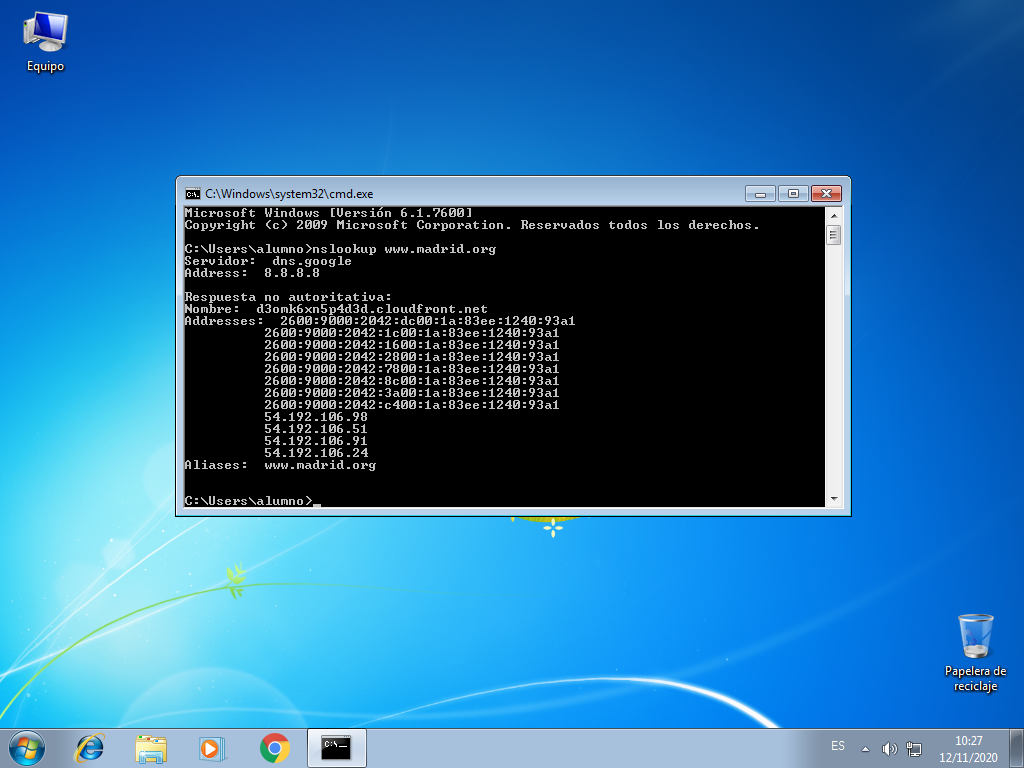 Equipo
C:\Windows\system32\cmd.exe
Microsoft Windows [Versión 6.1.7600]
Copyright (c) 2009 Microsoft Corporation. Reservados todos los derechos.
C:\Users\alumno>nslookup www.madrid.org
Servidor:  dns.google
Address:  8.8.8.8
Respuesta no autoritativa:
Nombre:  d3omk6xn5p4d3d.cloudfront.net
Addresses:  2600:9000:2042:dc00:1a:83ee:1240:93a1
2600:9000:2042:1c00:1a:83ee:1240:93a1
2600:9000:2042:1600:1a:83ee:1240:93a1
2600:9000:2042:2800:1a:83ee:1240:93a1
2600:9000:2042:7800:1a:83ee:1240:93a1
2600:9000:2042:8c00:1a:83ee:1240:93a1
2600:9000:2042:3a00:1a:83ee:1240:93a1
2600:9000:2042:c400:1a:83ee:1240:93a1
54.192.106.98
54.192.106.51
54.192.106.91
54.192.106.24
Aliases:  www.madrid.org
C:\Users\alumno>_
Papelera de
reciclaje
ES
10:27
12/11/2020